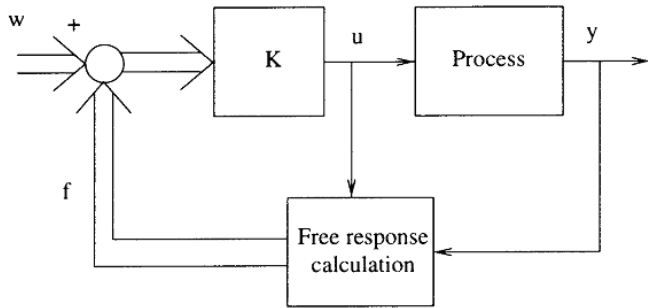 w
+
K
u
Process
y
f
Free response
calculation